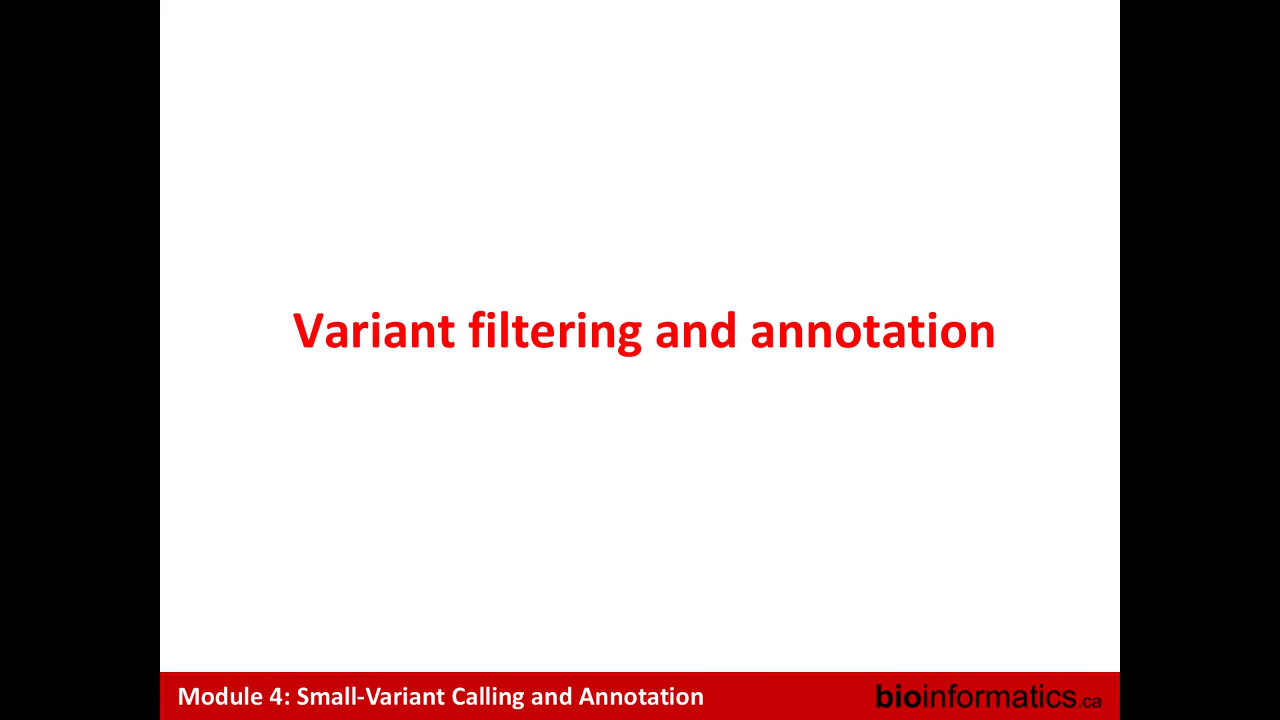 Variant filtering and annotation
Module 4: Small-Variant Calling and Annotation
bioinformatics.ca